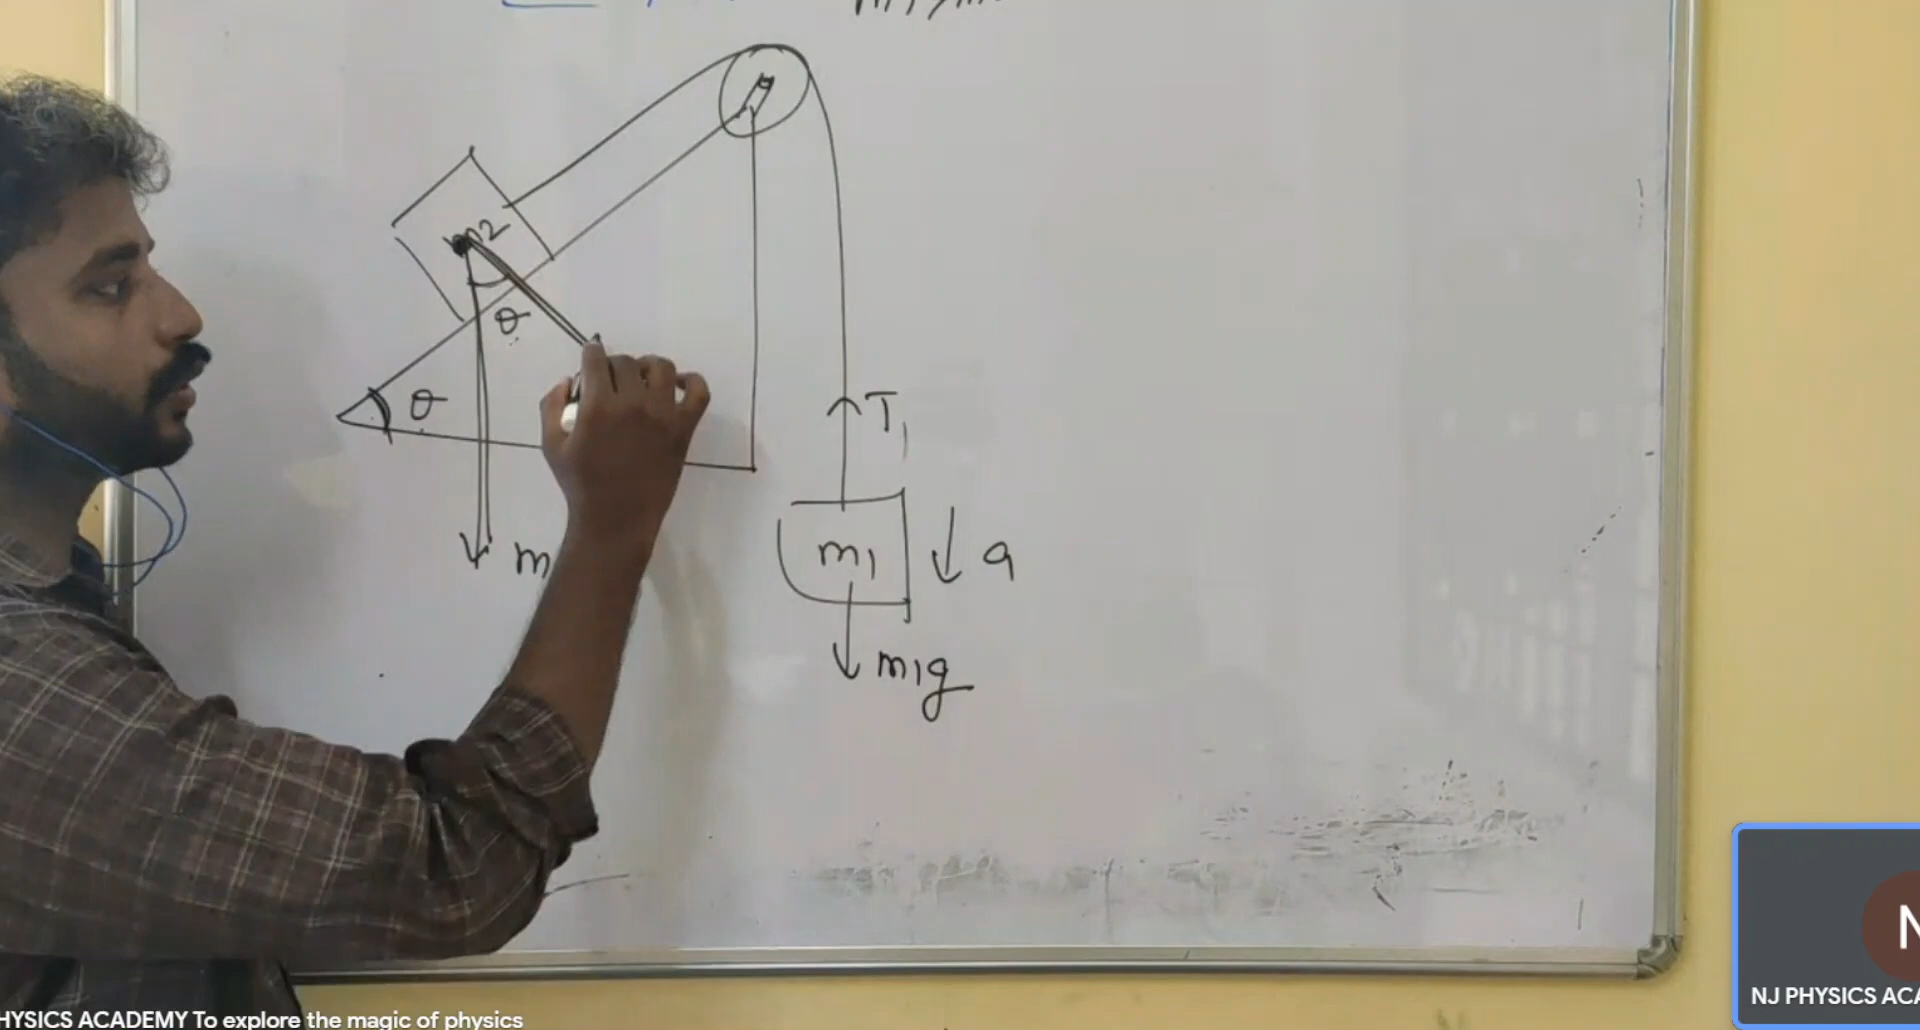 m2
θ
θ
T1
m
m1
a
m1g
NJ PHYSICS ACA
HYSICS ACADEMY To explore the magic of physics
N